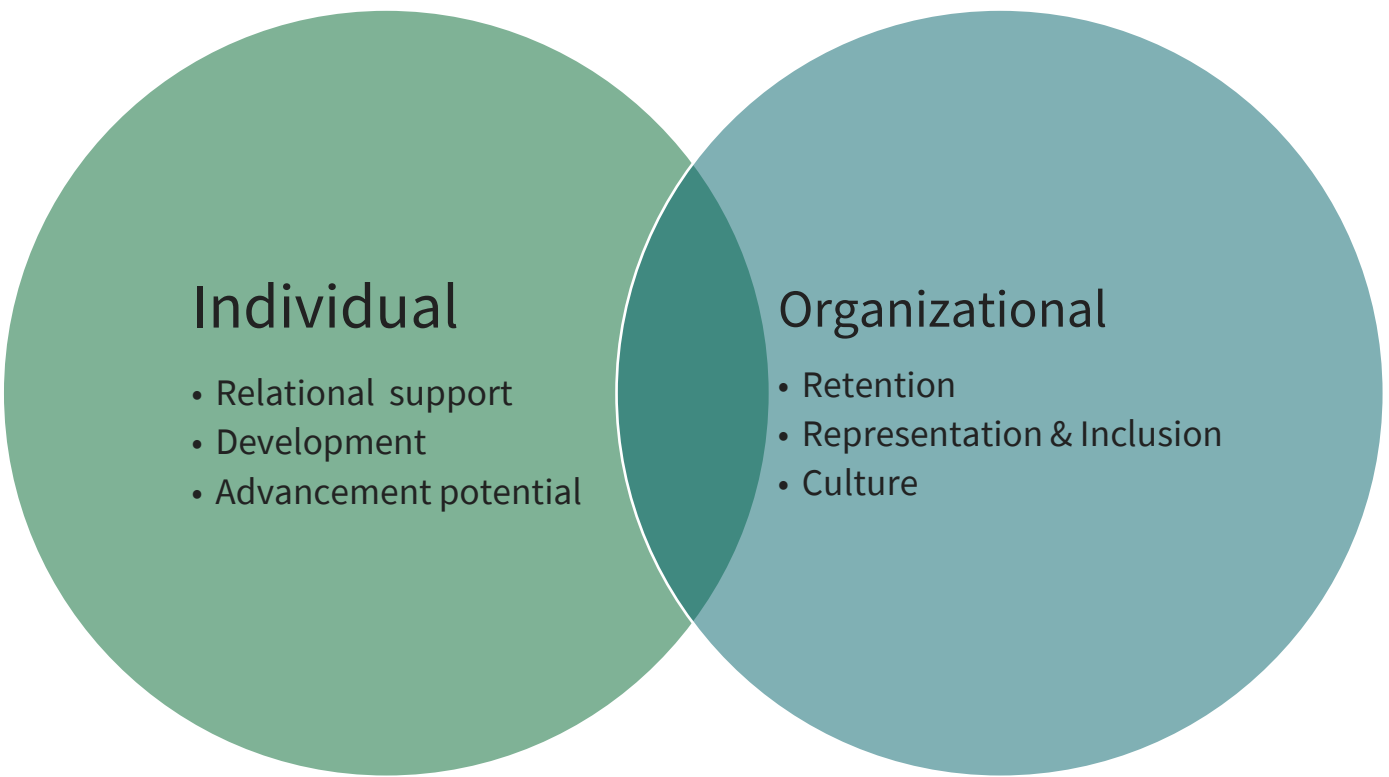 Individual
• Relational support
• Development
• Advancement potential
Organizational
• Retention
• Representation & Inclusion
• Culture